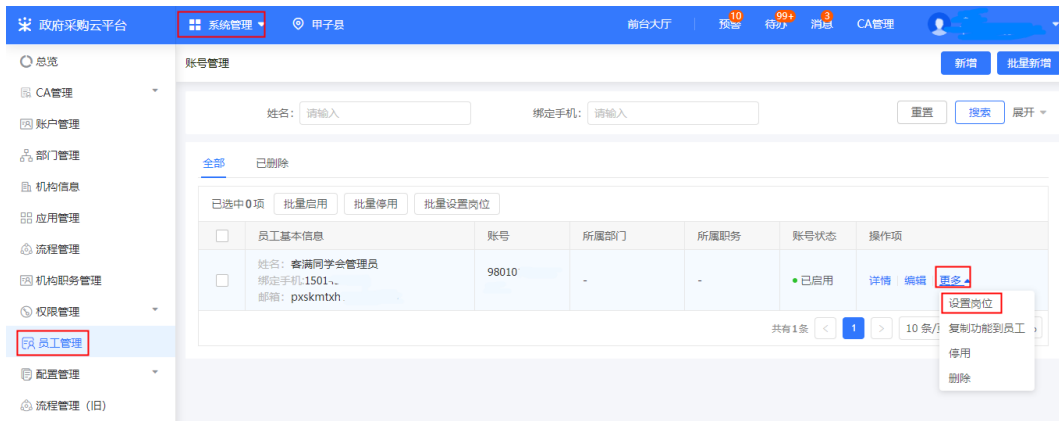 政府采购云平台 系统管理 甲子县 前台大厅 预警 10 待办 99+ 消息 3 CA管理
总览
CA管理
账户管理
部门管理
机构信息
应用管理
流程管理
机构职务管理
权限管理
员工管理
配置管理
流程管理（旧）
账号管理 新增 批量新增
姓名： 请输入 绑定手机： 请输入 重置 搜索 展开
全部 已删除
已选中0项 批量启用 批量停用 批量设置岗位
员工基本信息 账号 所属部门 所属职务 账号状态 操作项
姓名：客满同学会管理员
绑定手机:1501
邮箱：pxskmtxh
98010 - - 已启用 详情 编辑 更多
设置岗位
复制功能到员工
停用
删除
共有1条 < 1 > 10 条/